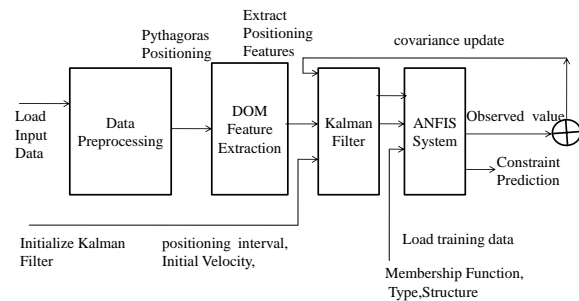 Pythagoras
Positioning
Extract
Positioning
Features
covariance update
Load
Input
Data
Data
Preprocessing
DOM
Feature
Extraction
Kalman
Filter
ANFIS
System
Observed value
Constraint
Prediction
Initialize Kalman
Filter
positioning interval,
Initial Velocity,
Load training data
Membership Function,
Type,Structure